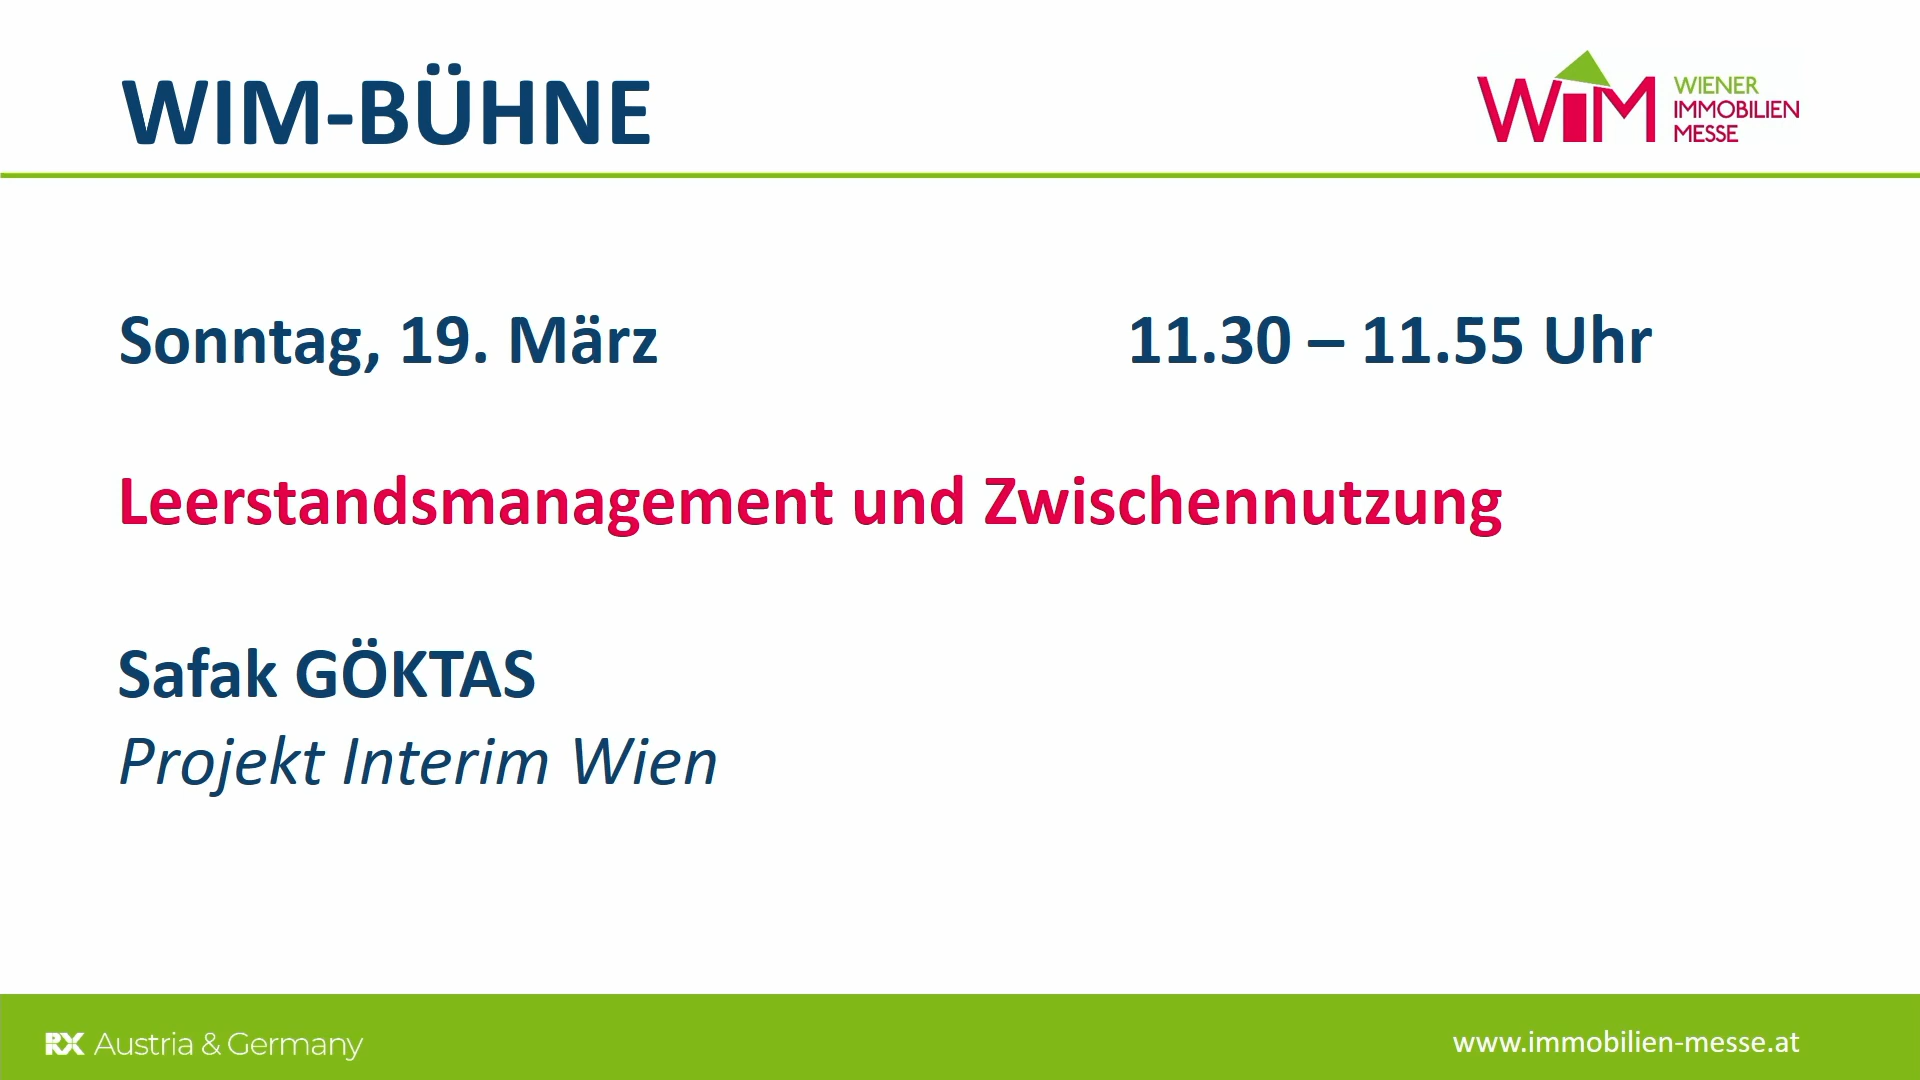 WIM-BÜHNE
WiM WIENER
IMMOBILIEN
MESSE
Sonntag, 19. März 11.30 – 11.55 Uhr
Leerstandsmanagement und Zwischennutzung
Safak GÖKTAS
Projekt Interim Wien
RX Austria & Germany
www.immobilien-messe.at